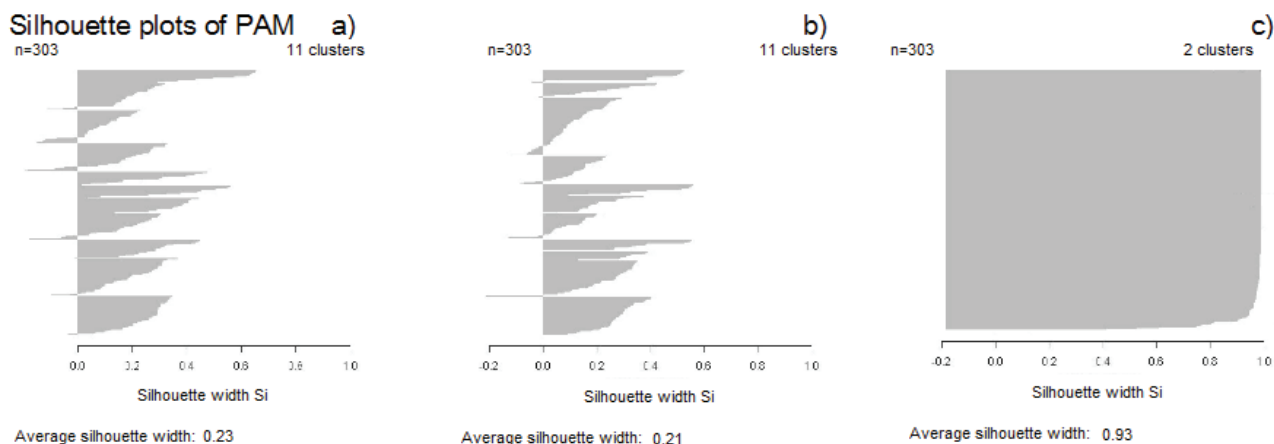 Silhouette plots of PAM a) b) c)
n=303 11 clusters n=303 11 clusters n=303 2 clusters
0.0 0.2 0.4 0.6 0.8 1.0 -0.2 0.0 0.2 0.4 0.6 0.8 1.0 -0.2 0.0 0.2 0.4 0.6 0.8 1.0
Silhouette width Si Silhouette width Si Silhouette width Si
Average silhouette width: 0.23 Average silhouette width: 0.21 Average silhouette width: 0.93